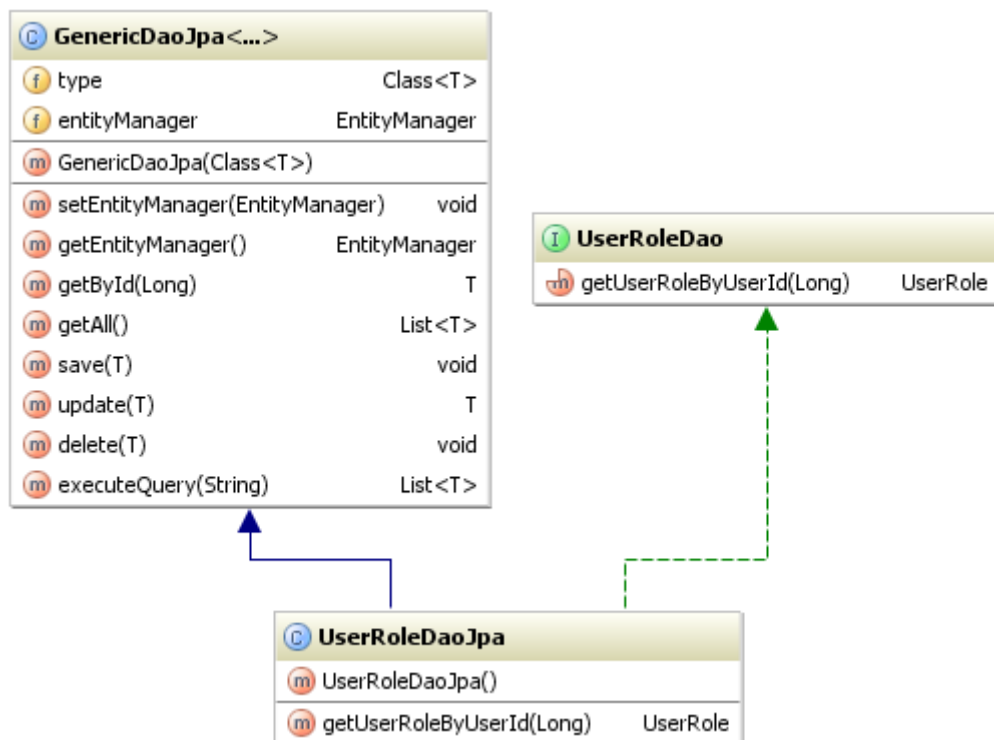 C GenericDaoJpa<...>
f type Class<T>
f entityManager EntityManager
m GenericDaoJpa(Class<T>)
m setEntityManager(EntityManager) void
m getEntityManager() EntityManager
m getById(Long) T
m getAll() List<T>
m save(T) void
m update(T) T
m delete(T) void
m executeQuery(String) List<T>
I UserRoleDao
m getUserRoleByUserId(Long) UserRole
C UserRoleDaoJpa
m UserRoleDaoJpa()
m getUserRoleByUserId(Long) UserRole